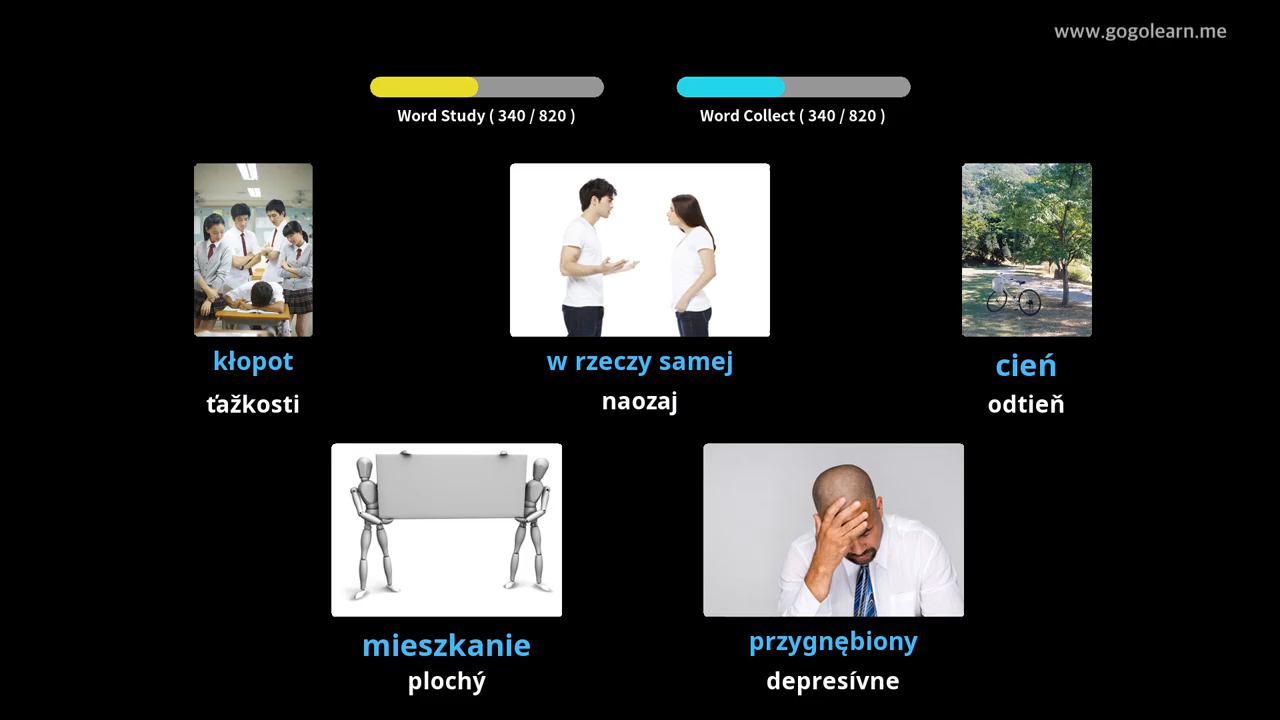 www.gogolearn.me
Word Study ( 340 / 820 )
Word Collect ( 340 / 820 )
kłopot
ťažkosti
w rzeczy samej
naozaj
cień
odtieň
mieszkanie
plochý
przygnębiony
depresívne